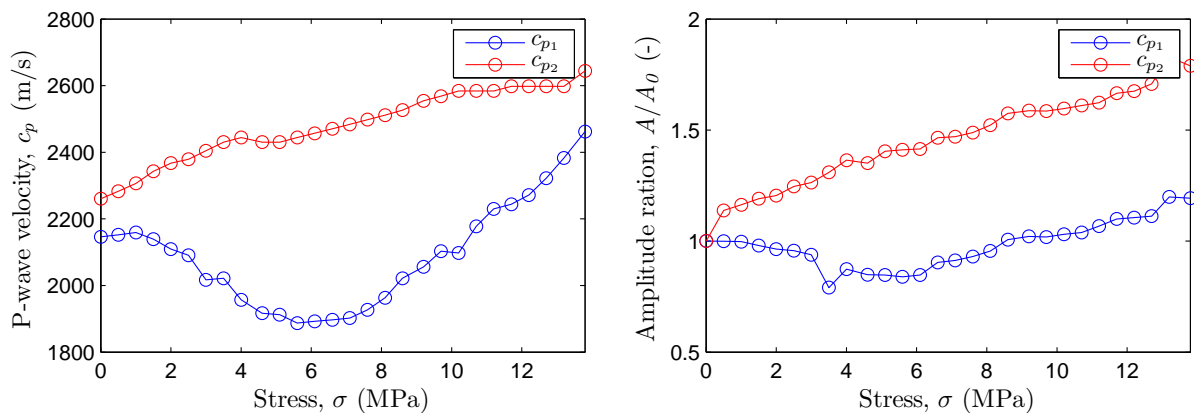 2800
2600
2400
2200
2000
1800
0 2 4 6 8 10 12
P-wave velocity, c_p (m/s)
Stress, σ (MPa)
c_{p_1}
c_{p_2}
2
1.5
1
0.5
0 2 4 6 8 10 12
Amplitude ration, A/A_0 (-)
Stress, σ (MPa)
c_{p_1}
c_{p_2}